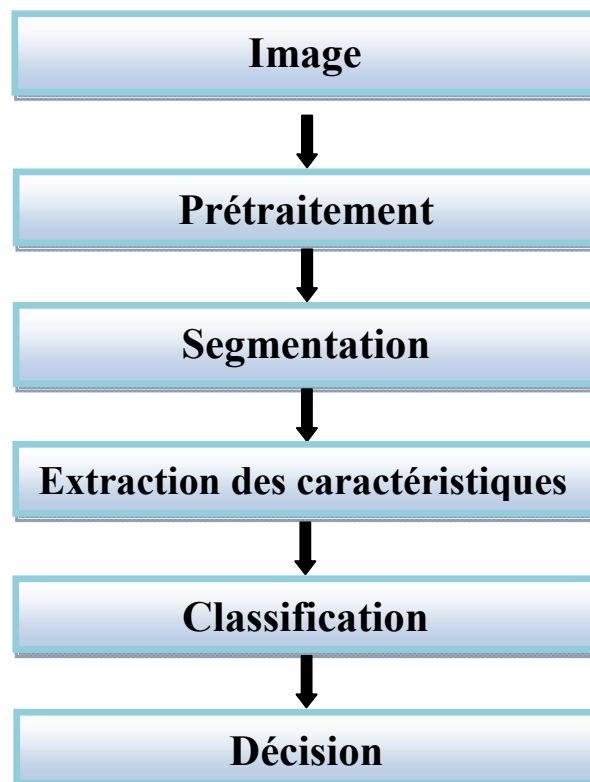 Image
Prétraitement
Segmentation
Extraction des caractéristiques
Classification
Décision